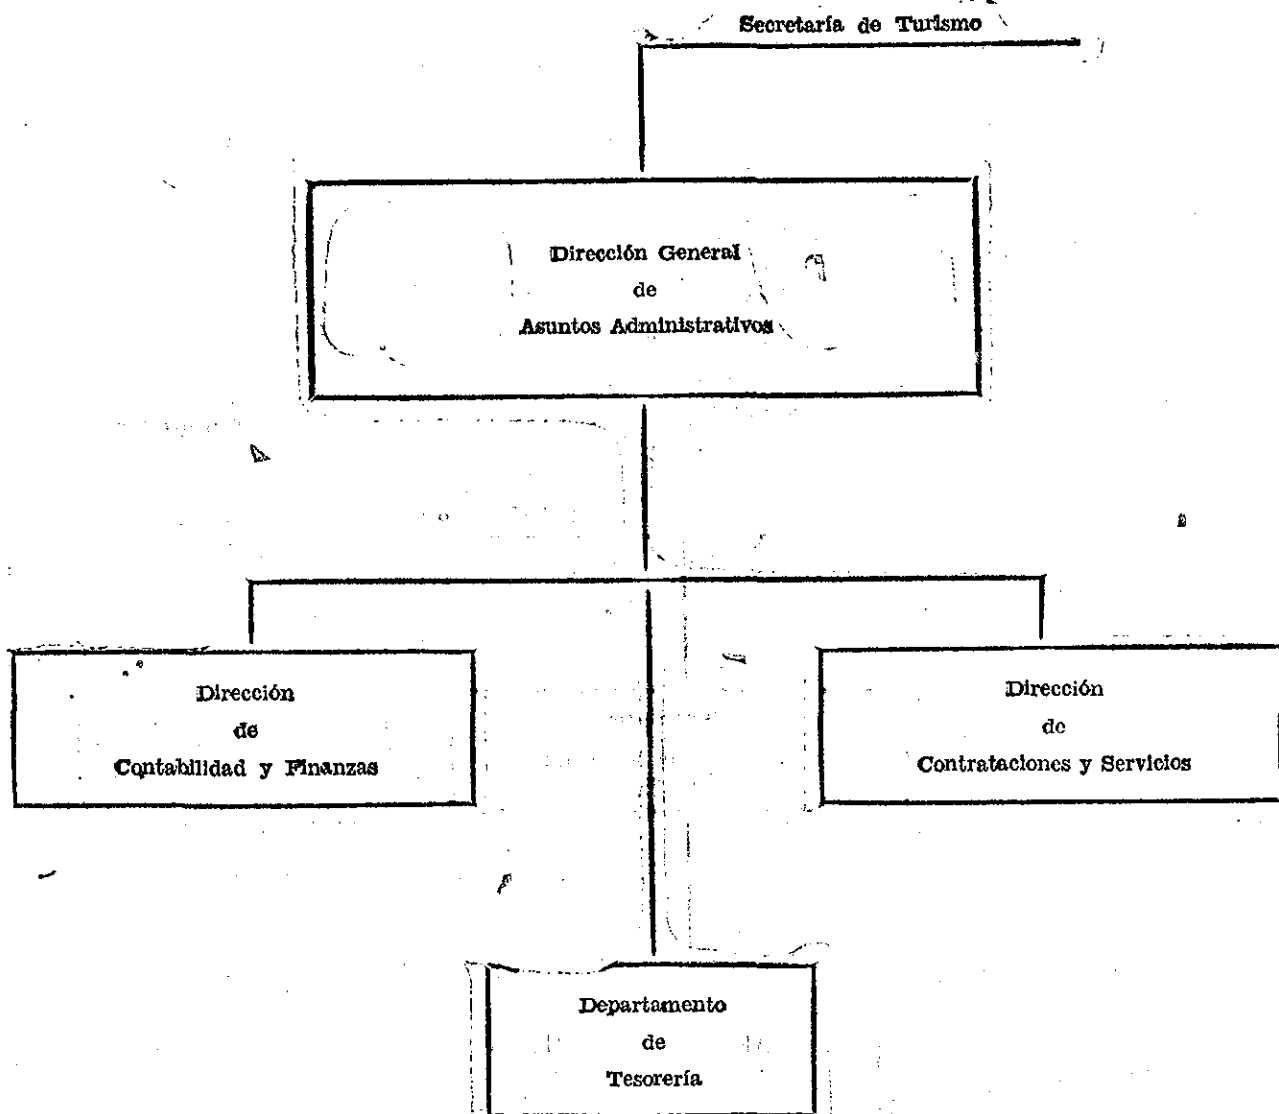 Secretaría de Turismo
Dirección General
de
Asuntos Administrativos
Dirección
de
Contabilidad y Finanzas
Dirección
de
Contrataciones y Servicios
Departamento
de
Tesorería